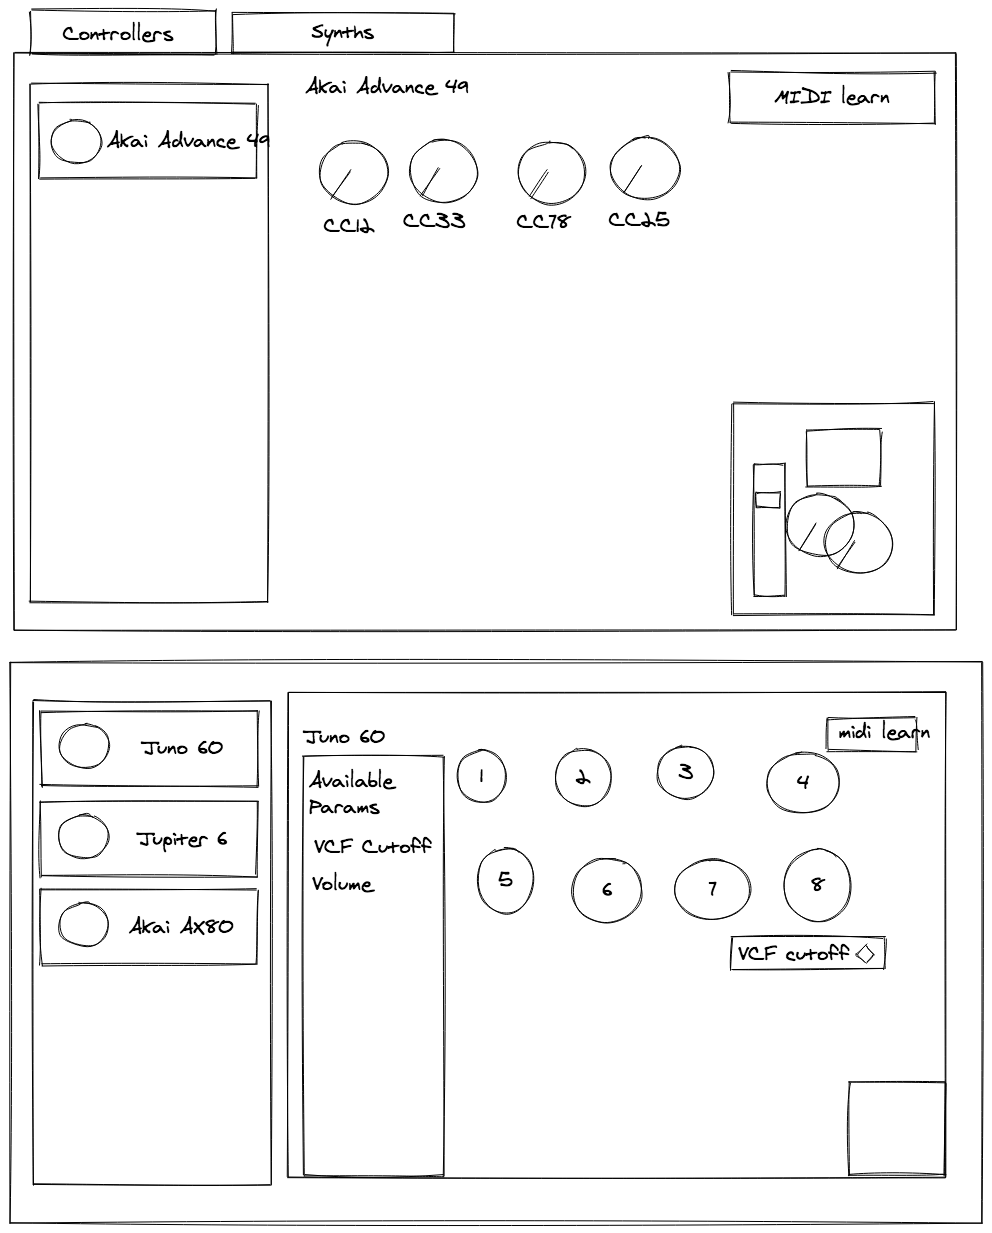 Controllers
Synths
Akai Advance 49
MIDI learn
Akai Advance 49
CC12
CC33
CC78
CC25
Juno 60
Jupiter 6
Akai AX80
Juno 60
midi learn
Available
Params
VCF Cutoff
Volume
1
2
3
4
5
6
7
8
VCF cutoff